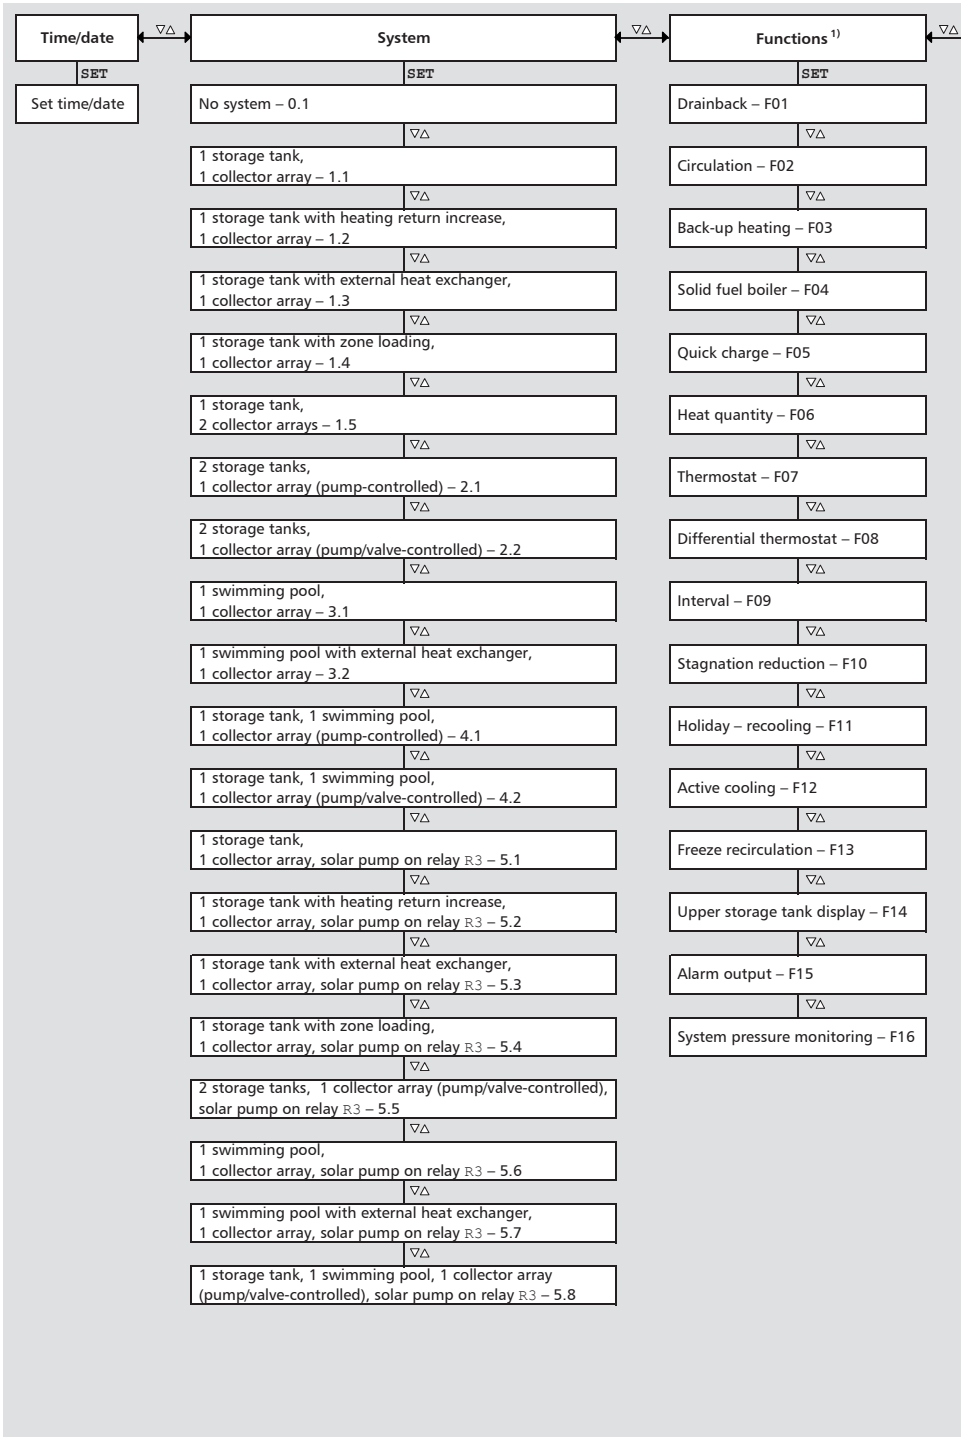 Time/date
▽△
System
▽△
Functions 1)
▽△
SET
SET
SET
Set time/date
No system – 0.1
▽△
1 storage tank,
1 collector array – 1.1
▽△
1 storage tank with heating return increase,
1 collector array – 1.2
▽△
1 storage tank with external heat exchanger,
1 collector array – 1.3
▽△
1 storage tank with zone loading,
1 collector array – 1.4
▽△
1 storage tank,
2 collector arrays – 1.5
▽△
2 storage tanks,
1 collector array (pump-controlled) – 2.1
▽△
2 storage tanks,
1 collector array (pump/valve-controlled) – 2.2
▽△
1 swimming pool,
1 collector array – 3.1
▽△
1 swimming pool with external heat exchanger,
1 collector array – 3.2
▽△
1 storage tank, 1 swimming pool,
1 collector array (pump-controlled) – 4.1
▽△
1 storage tank, 1 swimming pool,
1 collector array (pump/valve-controlled) – 4.2
▽△
1 storage tank,
1 collector array, solar pump on relay R3 – 5.1
▽△
1 storage tank with heating return increase,
1 collector array, solar pump on relay R3 – 5.2
▽△
1 storage tank with external heat exchanger,
1 collector array, solar pump on relay R3 – 5.3
▽△
1 storage tank with zone loading,
1 collector array, solar pump on relay R3 – 5.4
▽△
2 storage tanks, 1 collector array (pump/valve-controlled),
solar pump on relay R3 – 5.5
▽△
1 swimming pool,
1 collector array, solar pump on relay R3 – 5.6
▽△
1 swimming pool with external heat exchanger,
1 collector array, solar pump on relay R3 – 5.7
▽△
1 storage tank, 1 swimming pool, 1 collector array
(pump/valve-controlled), solar pump on relay R3 – 5.8
Drainback – F01
▽△
Circulation – F02
▽△
Back-up heating – F03
▽△
Solid fuel boiler – F04
▽△
Quick charge – F05
▽△
Heat quantity – F06
▽△
Thermostat – F07
▽△
Differential thermostat – F08
▽△
Interval – F09
▽△
Stagnation reduction – F10
▽△
Holiday – recooling – F11
▽△
Active cooling – F12
▽△
Freeze recirculation – F13
▽△
Upper storage tank display – F14
▽△
Alarm output – F15
▽△
System pressure monitoring – F16